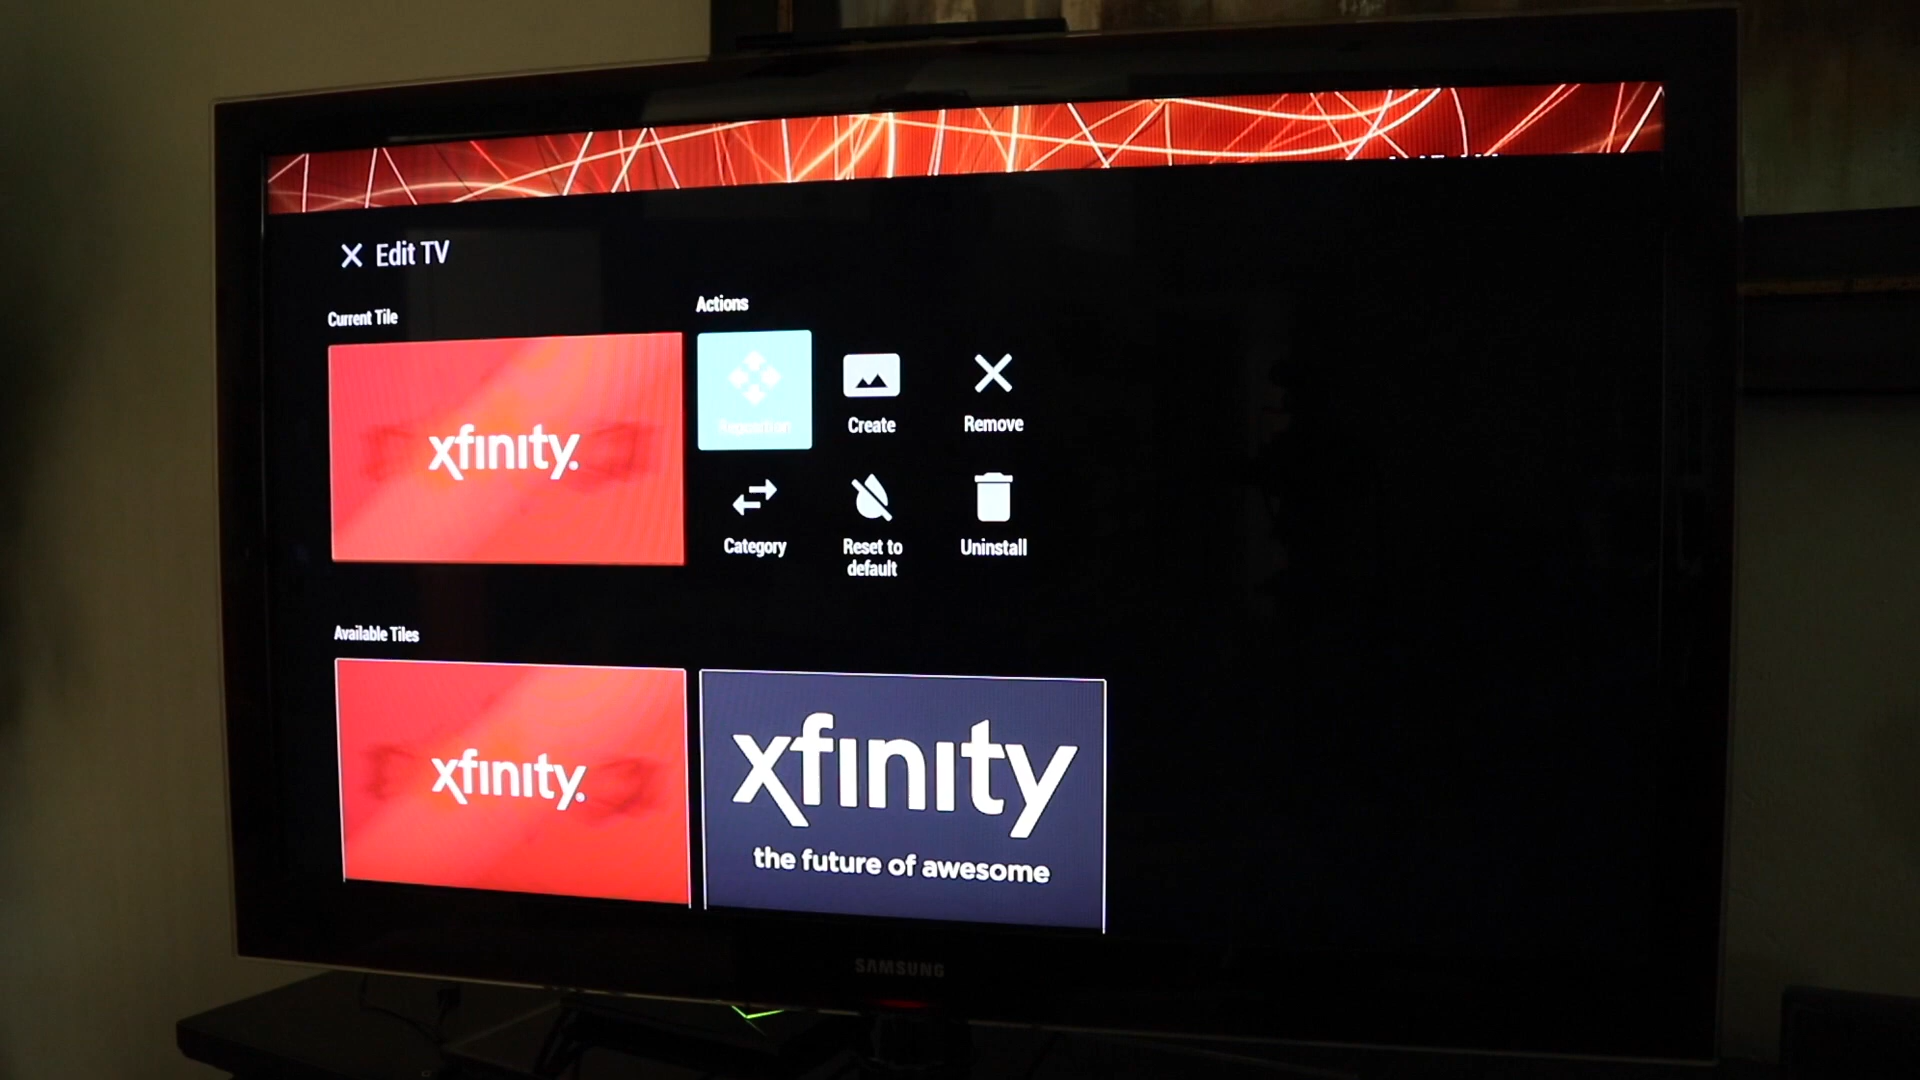 Edit TV
Current Tile
Actions
xfinity.
Reposition
Create
Remove
Category
Reset to
default
Uninstall
Available Tiles
xfinity.
xfinity
the future of awesome
SAMSUNG